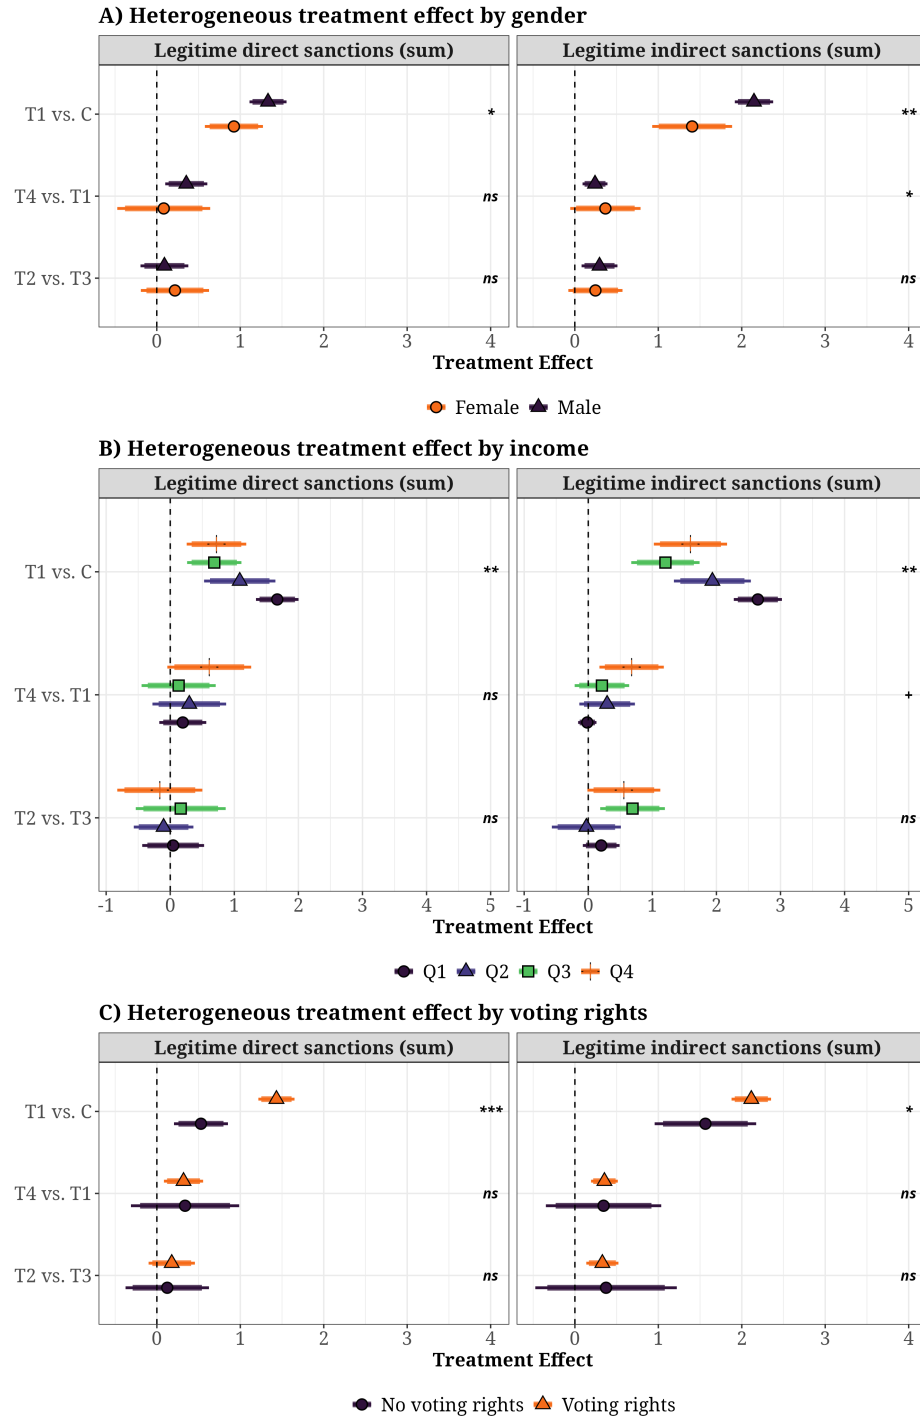 A) Heterogeneous treatment effect by gender
Legitime direct sanctions (sum) Legitime indirect sanctions (sum)
T1 vs. C * **
T4 vs. T1 ns *
T2 vs. T3 ns ns
0 1 2 3 4 0 1 2 3 4
Treatment Effect
Female Male
B) Heterogeneous treatment effect by income
Legitime direct sanctions (sum) Legitime indirect sanctions (sum)
T1 vs. C ** **
T4 vs. T1 ns +
T2 vs. T3 ns ns
-1 0 1 2 3 4 5 -1 0 1 2 3 4 5
Treatment Effect
Q1 Q2 Q3 Q4
C) Heterogeneous treatment effect by voting rights
Legitime direct sanctions (sum) Legitime indirect sanctions (sum)
T1 vs. C *** *
T4 vs. T1 ns ns
T2 vs. T3 ns ns
0 1 2 3 4 0 1 2 3 4
Treatment Effect
No voting rights Voting rights